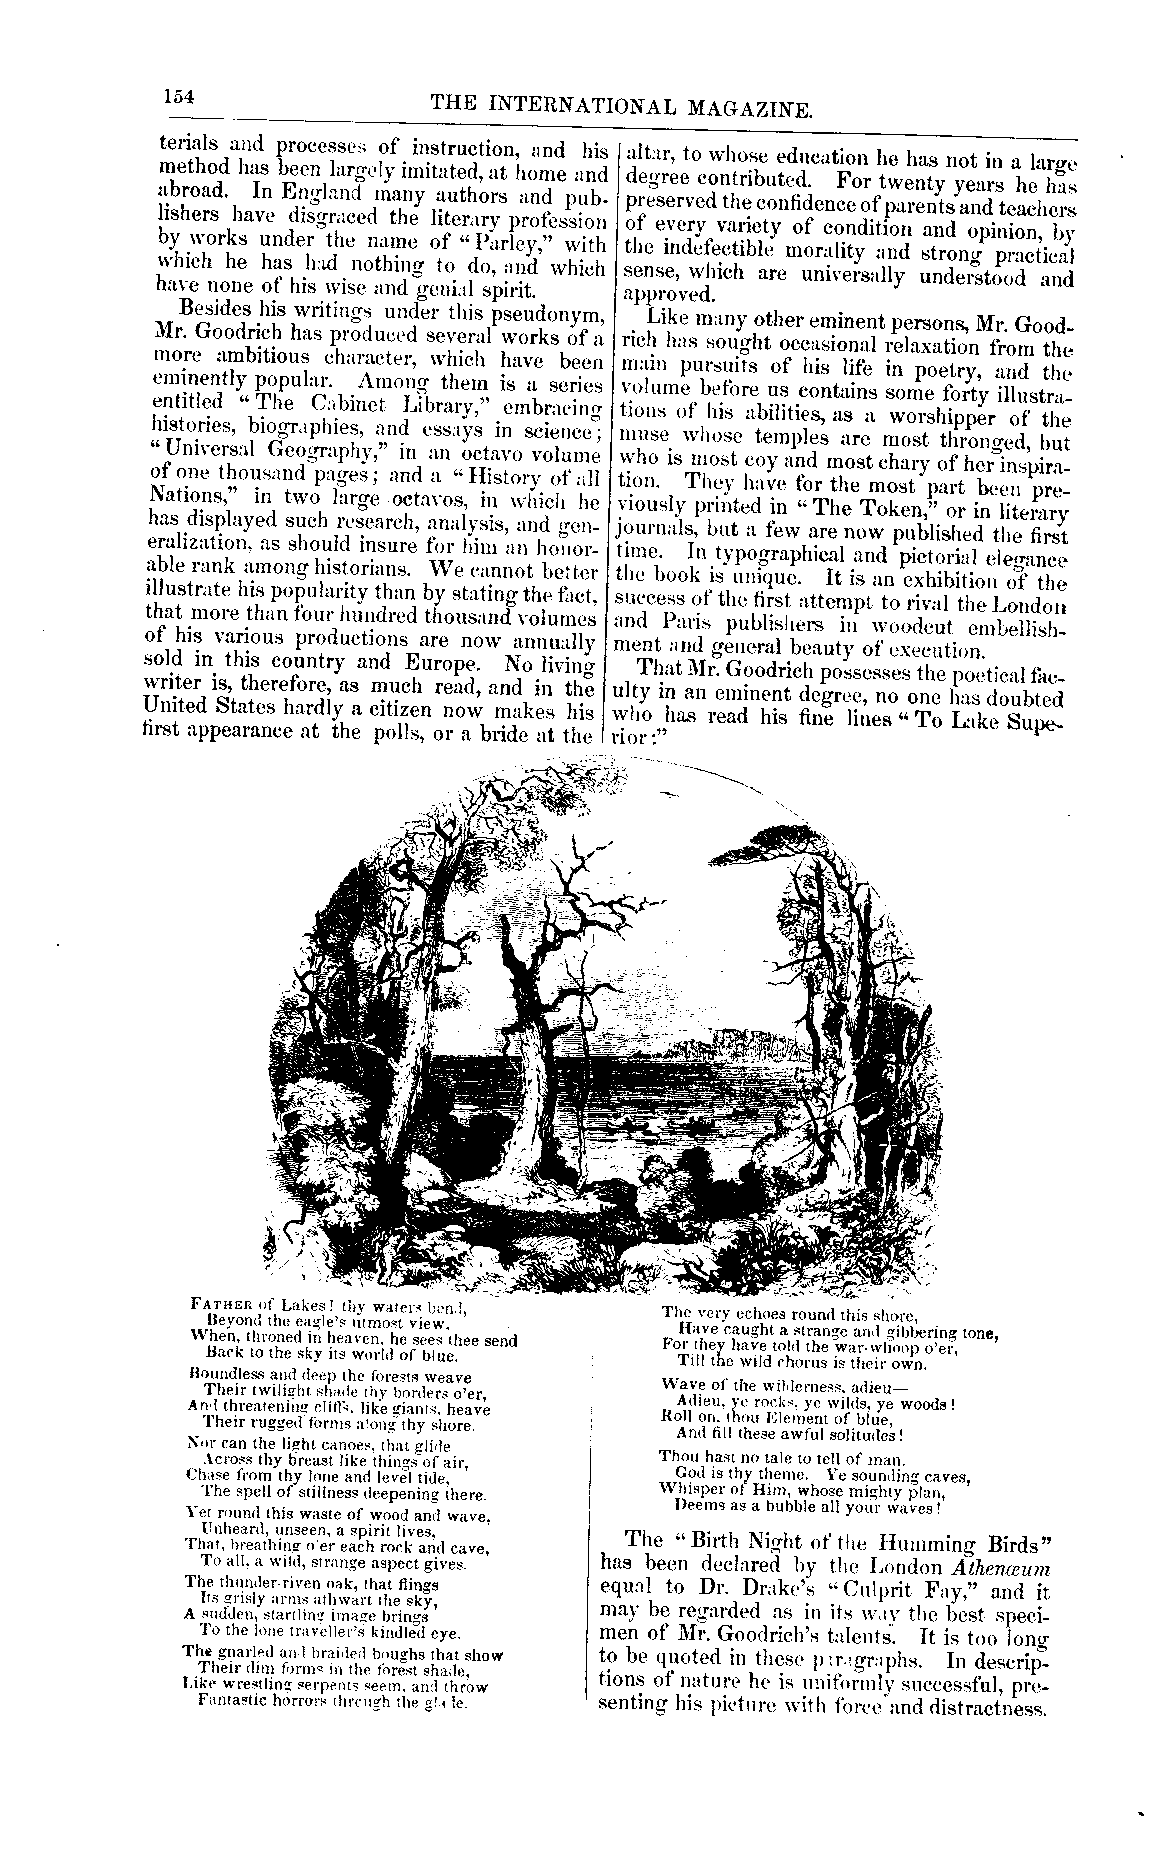 154
THE INTERNATIONAL MAGAZINE.
terials and processes of instruction, and his
method has been largely imitated, at home and
abroad. In England many authors and pub-
lishers have disgraced the literary profession
by works under the name of “Parley,” with
which he has had nothing to do, and which
have none of his wise and genial spirit.
Besides his writings under this pseudonym,
Mr. Goodrich has produced several works of a
more ambitious character, which have been
eminently popular. Among them is a series
entitled “The Cabinet Library,” embracing
histories, biographies, and essays in science;
“Universal Geography,” in an octavo volume
of one thousand pages; and a “History of all
Nations,” in two large octavos, in which he
has displayed such research, analysis, and gen-
eralization, as should insure for him an honor-
able rank among historians. We cannot better
illustrate his popularity than by stating the fact,
that more than four hundred thousand volumes
of his various productions are now annually
sold in this country and Europe. No living
writer is, therefore, as much read, and in the
United States hardly a citizen now makes his
first appearance at the polls, or a bride at the
altar, to whose education he has not in a large
degree contributed. For twenty years he has
preserved the confidence of parents and teachers
of every variety of condition and opinion, by
the indefectible morality and strong practical
sense, which are universally understood and
approved.
Like many other eminent persons, Mr. Good-
rich has sought occasional relaxation from the
main pursuits of his life in poetry, and the
volume before us contains some forty illustra-
tions of his abilities, as a worshipper of the
muse whose temples are most thronged, but
who is most coy and most chary of her inspira-
tion. They have for the most part been pre-
viously printed in “The Token,” or in literary
journals, but a few are now published the first
time. In typographical and pictorial elegance
the book is unique. It is an exhibition of the
success of the first attempt to rival the London
and Paris publishers in woodcut embellish-
ment and general beauty of execution.
That Mr. Goodrich possesses the poetical fac-
ulty in an eminent degree, no one has doubted
who has read his fine lines “To Lake Supe-
rior:”
FATHER of Lakes! thy waters bend,
Beyond the eagle's utmost view,
When, throned in heaven, he sees thee send
Back to the sky its world of blue.
Boundless and deep the forests weave
Their twilight shade thy borders o'er,
And threatening cliffs, like giants, heave
Their rugged forms along thy shore.
Nor can the light canoes, that glide
Across thy breast like things of air,
Chase from thy lone and level tide,
The spell of stillness deepening there.
Yet round this waste of wood and wave,
Unheard, unseen, a spirit lives,
That, breathing o'er each rock and cave,
To all, a wild, strange aspect gives.
The thunder-riven oak, that flings
Its grisly arms athwart the sky,
A sudden, startling image brings
To the lone traveller's kindled eye.
The gnarled and braided boughs that show
Their dim forms in the forest shade,
Like wrestling serpents seem, and throw
Fantastic horrors through the glade.
The very echoes round this shore,
Have caught a strange and gibbering tone,
For they have told the war-whoop o'er,
Till the wild chorus is their own.
Wave of the wilderness, adieu—
Adieu, ye rocks, ye wilds, ye woods!
Roll on, thou Element of blue,
And fill these awful solitudes!
Thou hast no tale to tell of man.
God is thy theme. Ye sounding caves,
Whisper of Him, whose mighty plan,
Deems as a bubble all your waves!
The “Birth Night of the Humming Birds”
has been declared by the London Athenæum
equal to Dr. Drake's “Culprit Fay,” and it
may be regarded as in its way the best speci-
men of Mr. Goodrich's talents. It is too long
to be quoted in these paragraphs. In descrip-
tions of nature he is uniformly successful, pre-
senting his picture with force and distractness.